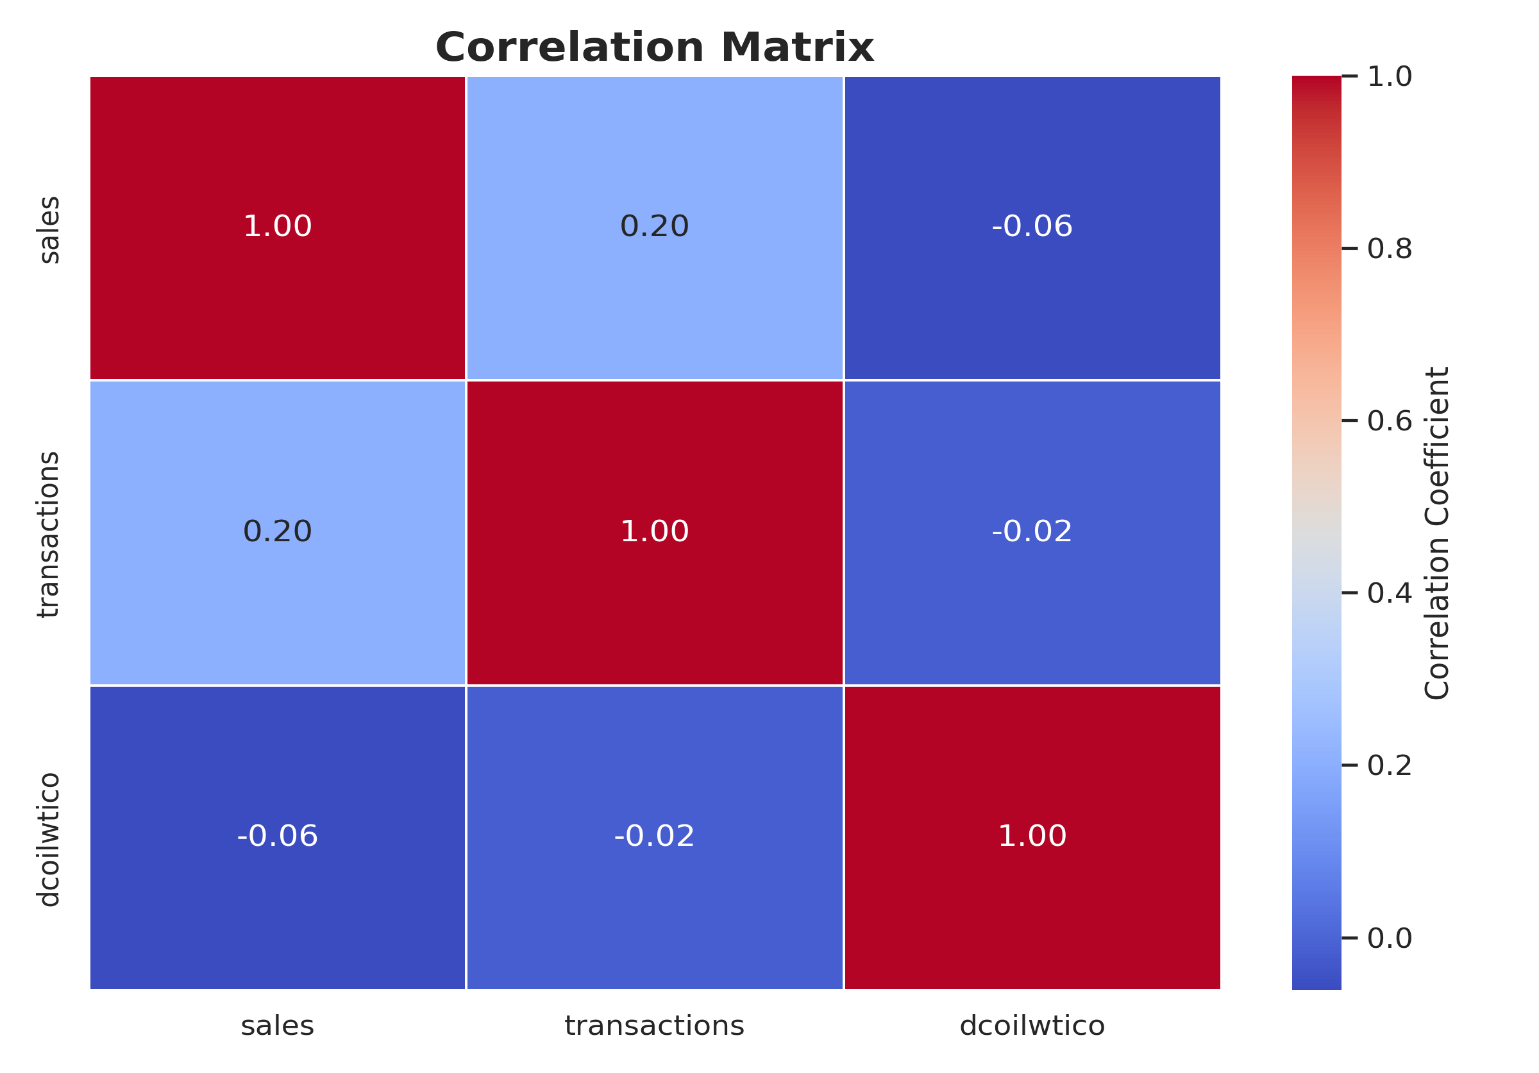 Correlation Matrix
sales
1.00
0.20
-0.06
transactions
0.20
1.00
-0.02
dcoilwtico
-0.06
-0.02
1.00
sales
transactions
dcoilwtico
1.0
0.8
0.6
0.4
0.2
0.0
Correlation Coefficient